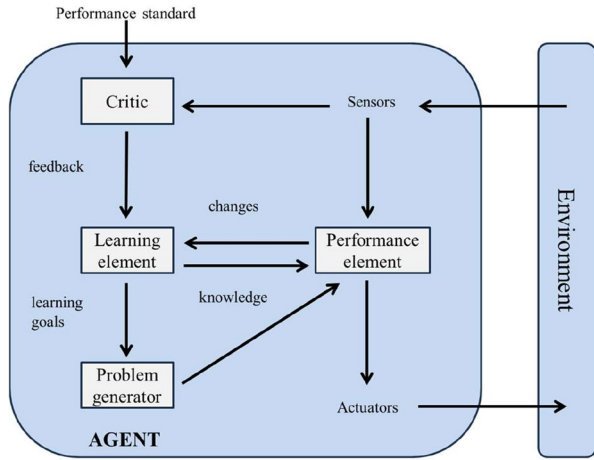 Performance standard
Critic
Sensors
feedback
changes
Learning
element
Performance
element
Environment
learning
goals
knowledge
Problem
generator
Actuators
AGENT